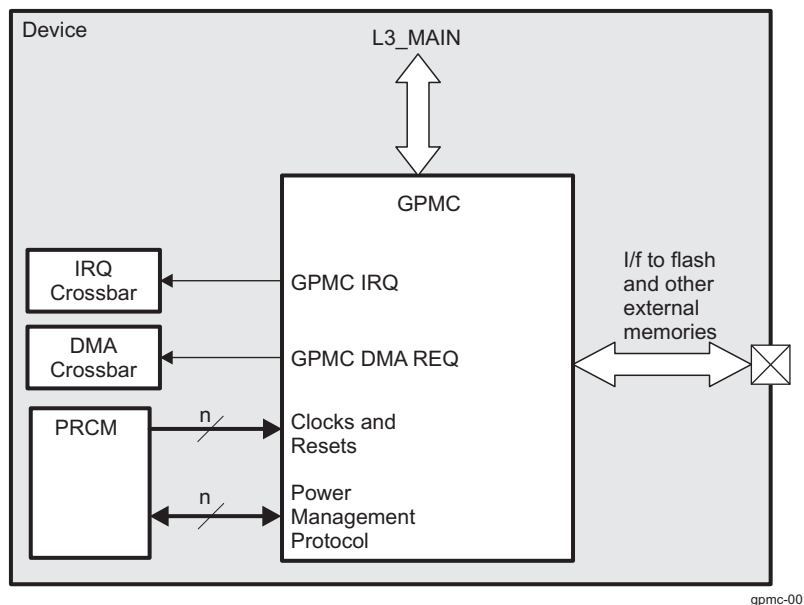 Device
L3_MAIN
GPMC
IRQ
Crossbar
GPMC IRQ
I/f to flash
and other
external
memories
DMA
Crossbar
GPMC DMA REQ
PRCM
n
Clocks and
Resets
n
Power
Management
Protocol
gpmc-00